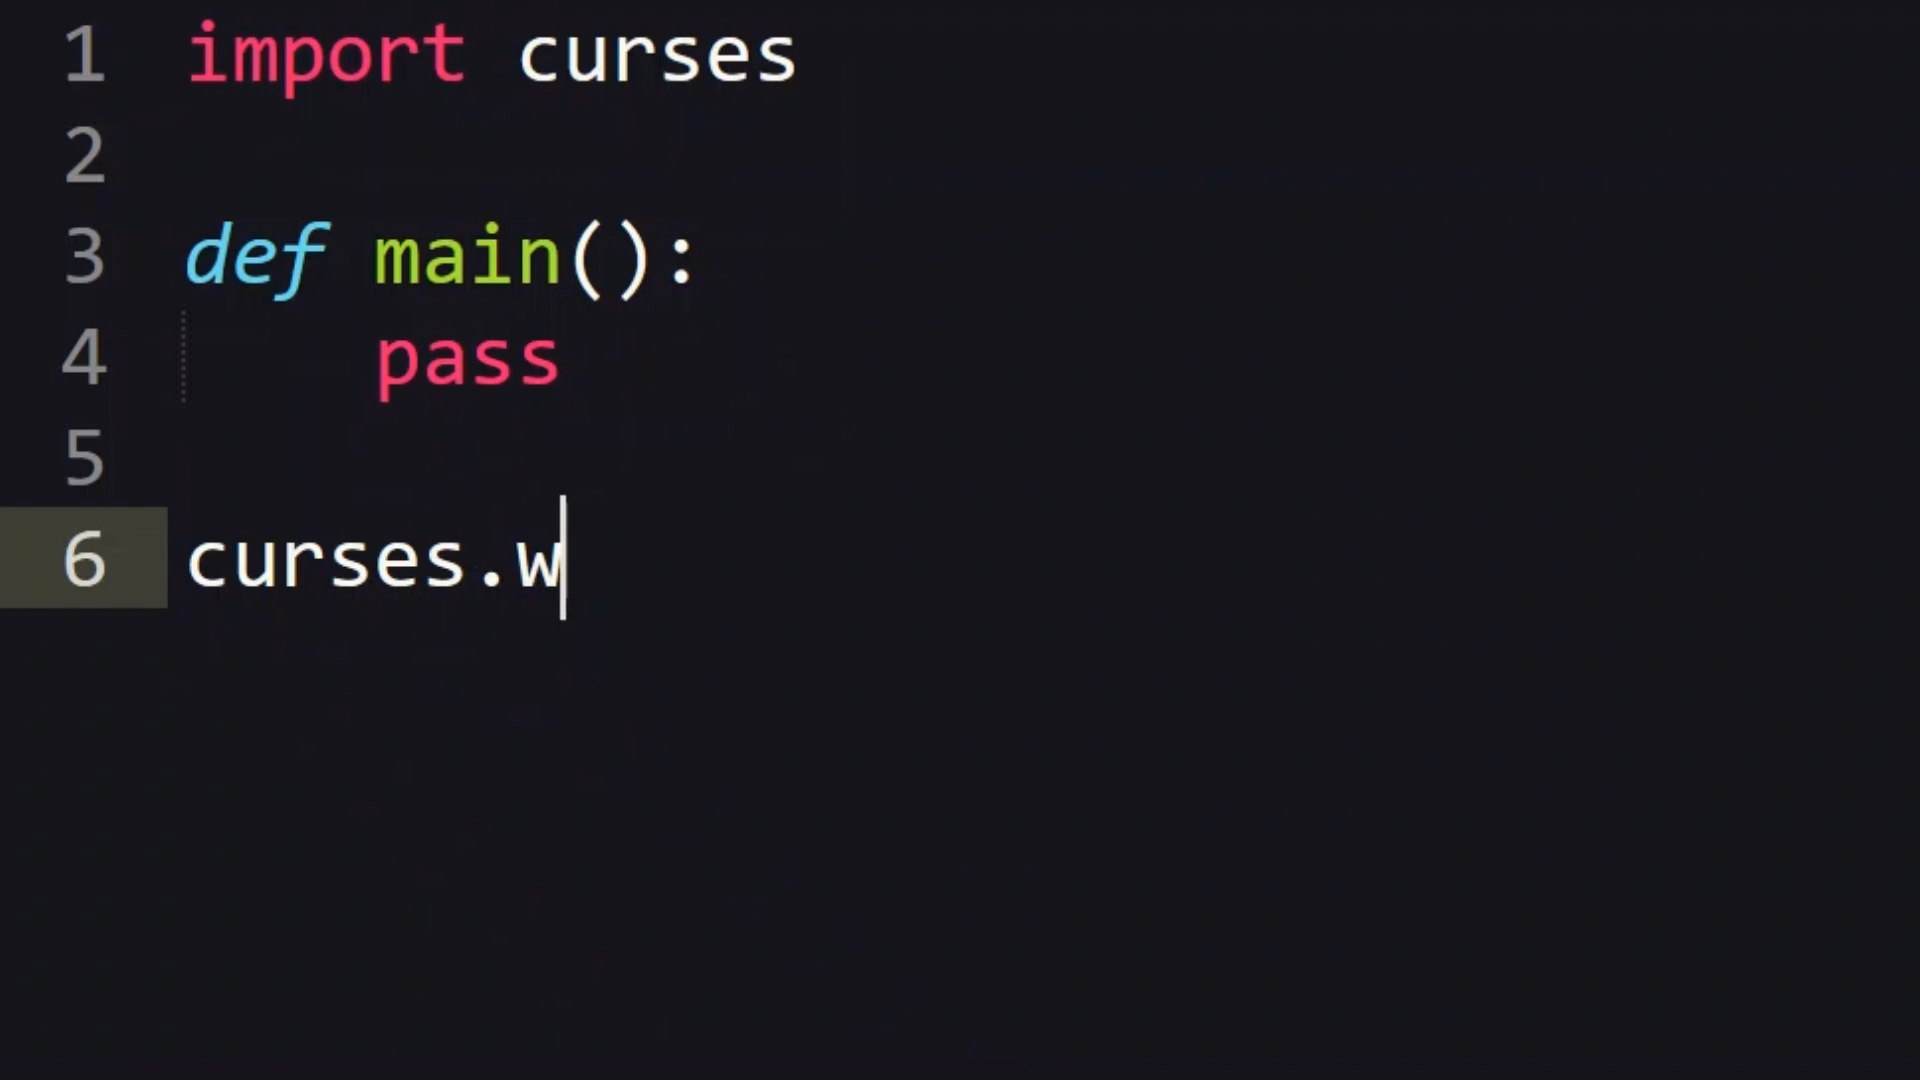 1 import curses
2
3 def main():
4     pass
5
6 curses.w